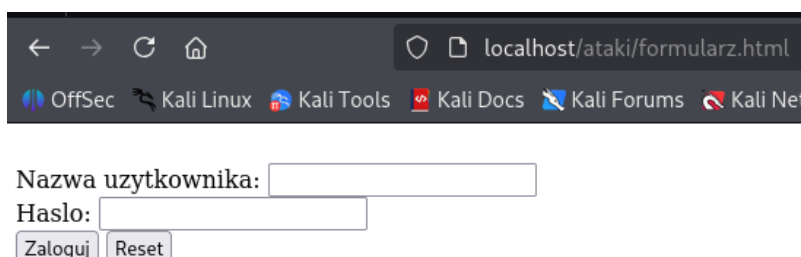 localhost/ataki/formularz.html
OffSec Kali Linux Kali Tools Kali Docs Kali Forums Kali Ne
Nazwa uzytkownika:
Haslo:
Zaloguj Reset